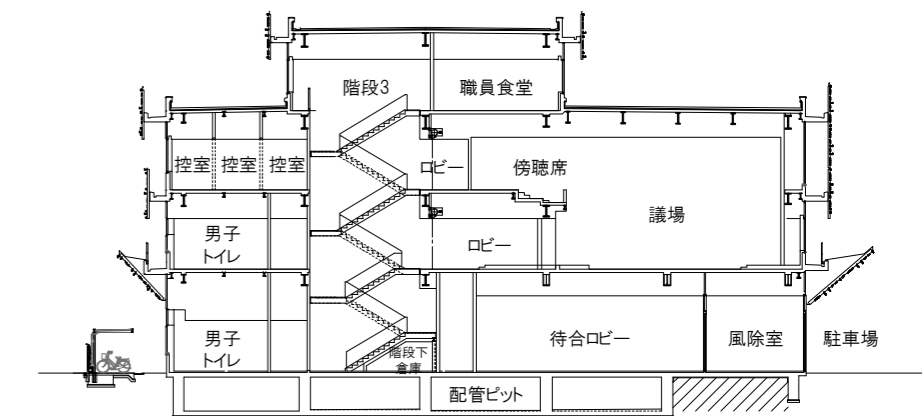 階段3
職員食堂
控室
控室
控室
ロビー
傍聴席
男子
トイレ
ロビー
議場
男子
トイレ
階段下
倉庫
待合ロビー
風除室
駐車場
配管ピット